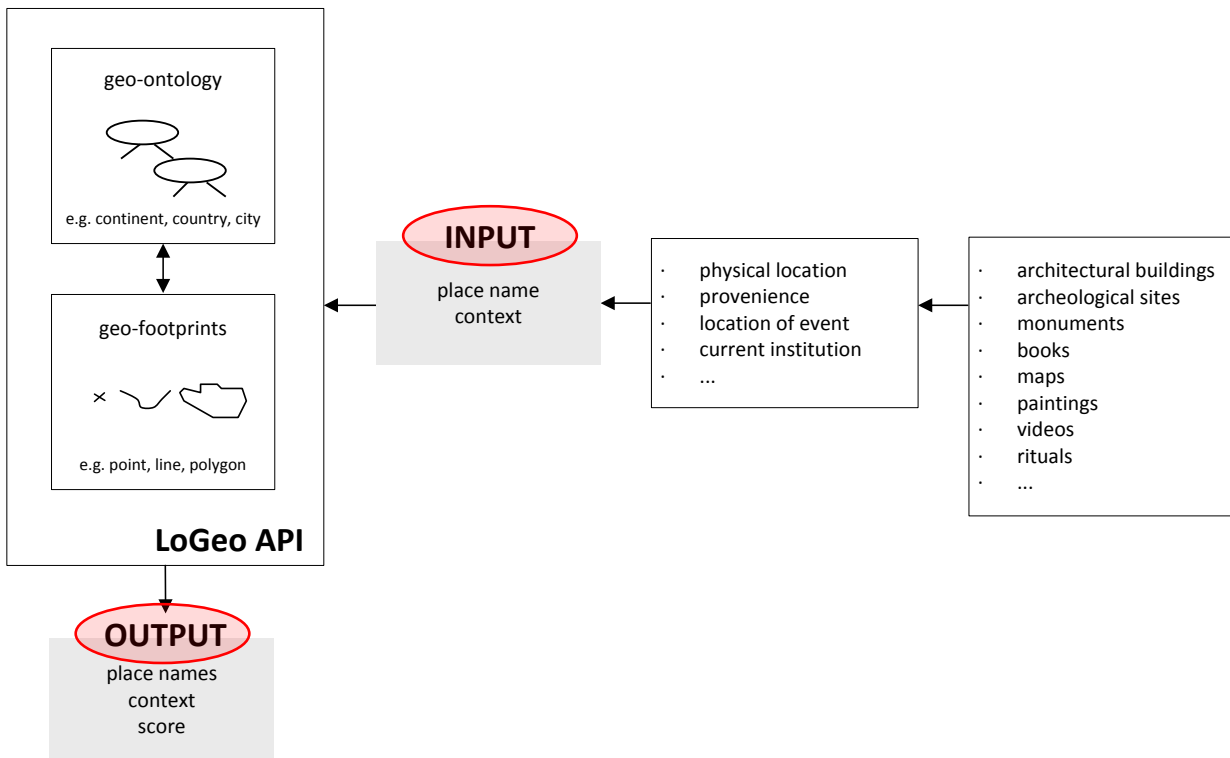 geo-ontology
e.g. continent, country, city
geo-footprints
e.g. point, line, polygon
LoGeo API
INPUT
place name
context
· physical location
· provenience
· location of event
· current institution
· ...
· architectural buildings
· archeological sites
· monuments
· books
· maps
· paintings
· videos
· rituals
· ...
OUTPUT
place names
context
score